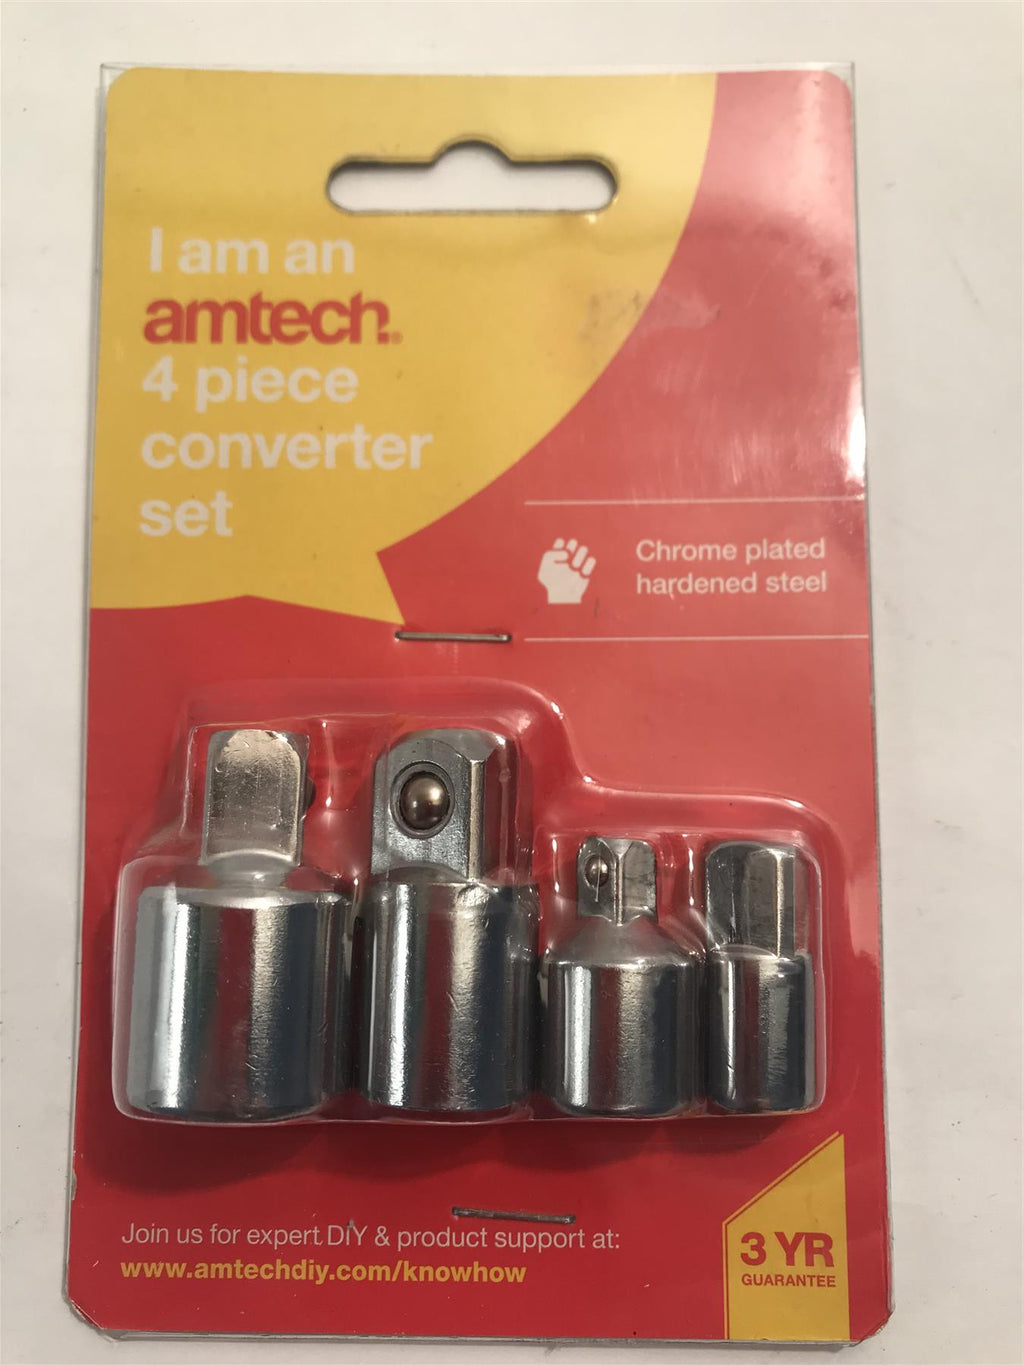 I am an
amtech®
4 piece
converter
set
Chrome plated
hardened steel
Join us for expert DIY & product support at:
www.amtechdiy.com/knowhow
3 YR
GUARANTEE